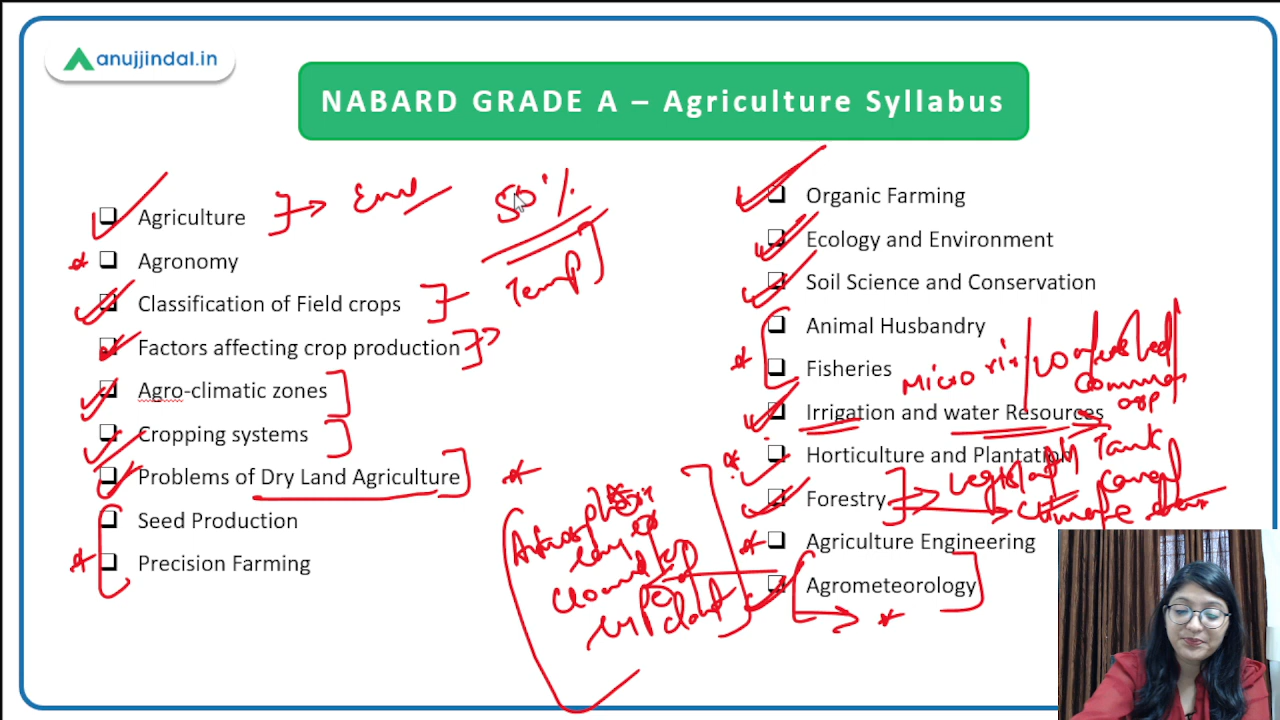 anujjindal.in
NABARD GRADE A – Agriculture Syllabus
50%
Temp
Agriculture
Agronomy
Classification of Field crops
Factors affecting crop production
Agro-climatic zones
Cropping systems
Problems of Dry Land Agriculture
Seed Production
Precision Farming
Organic Farming
Ecology and Environment
Soil Science and Conservation
Animal Husbandry
Fisheries
Micro
Irrigation and water Resources
Horticulture and Plantation
Tank
Forestry
canal
climate
Agriculture Engineering
Agrometeorology